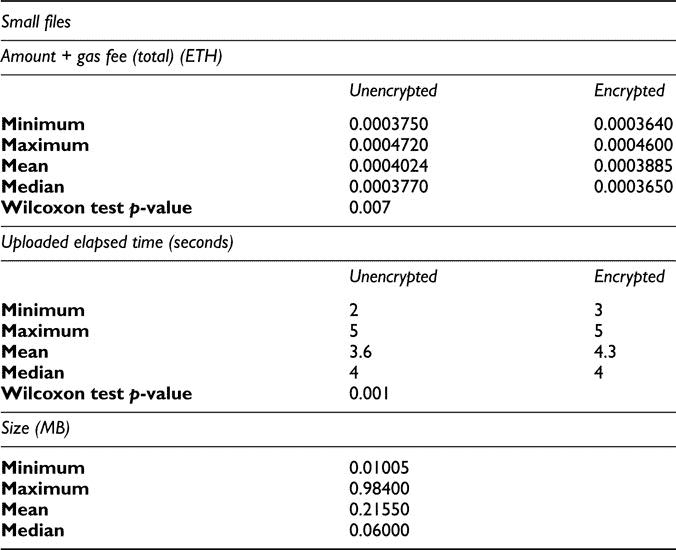 Small files
Amount + gas fee (total) (ETH)
Unencrypted Encrypted
Minimum 0.0003750 0.0003640
Maximum 0.0004720 0.0004600
Mean 0.0004024 0.0003885
Median 0.0003770 0.0003650
Wilcoxon test p-value 0.007
Uploaded elapsed time (seconds)
Unencrypted Encrypted
Minimum 2 3
Maximum 5 5
Mean 3.6 4.3
Median 4 4
Wilcoxon test p-value 0.001
Size (MB)
Minimum 0.01005
Maximum 0.98400
Mean 0.21550
Median 0.06000